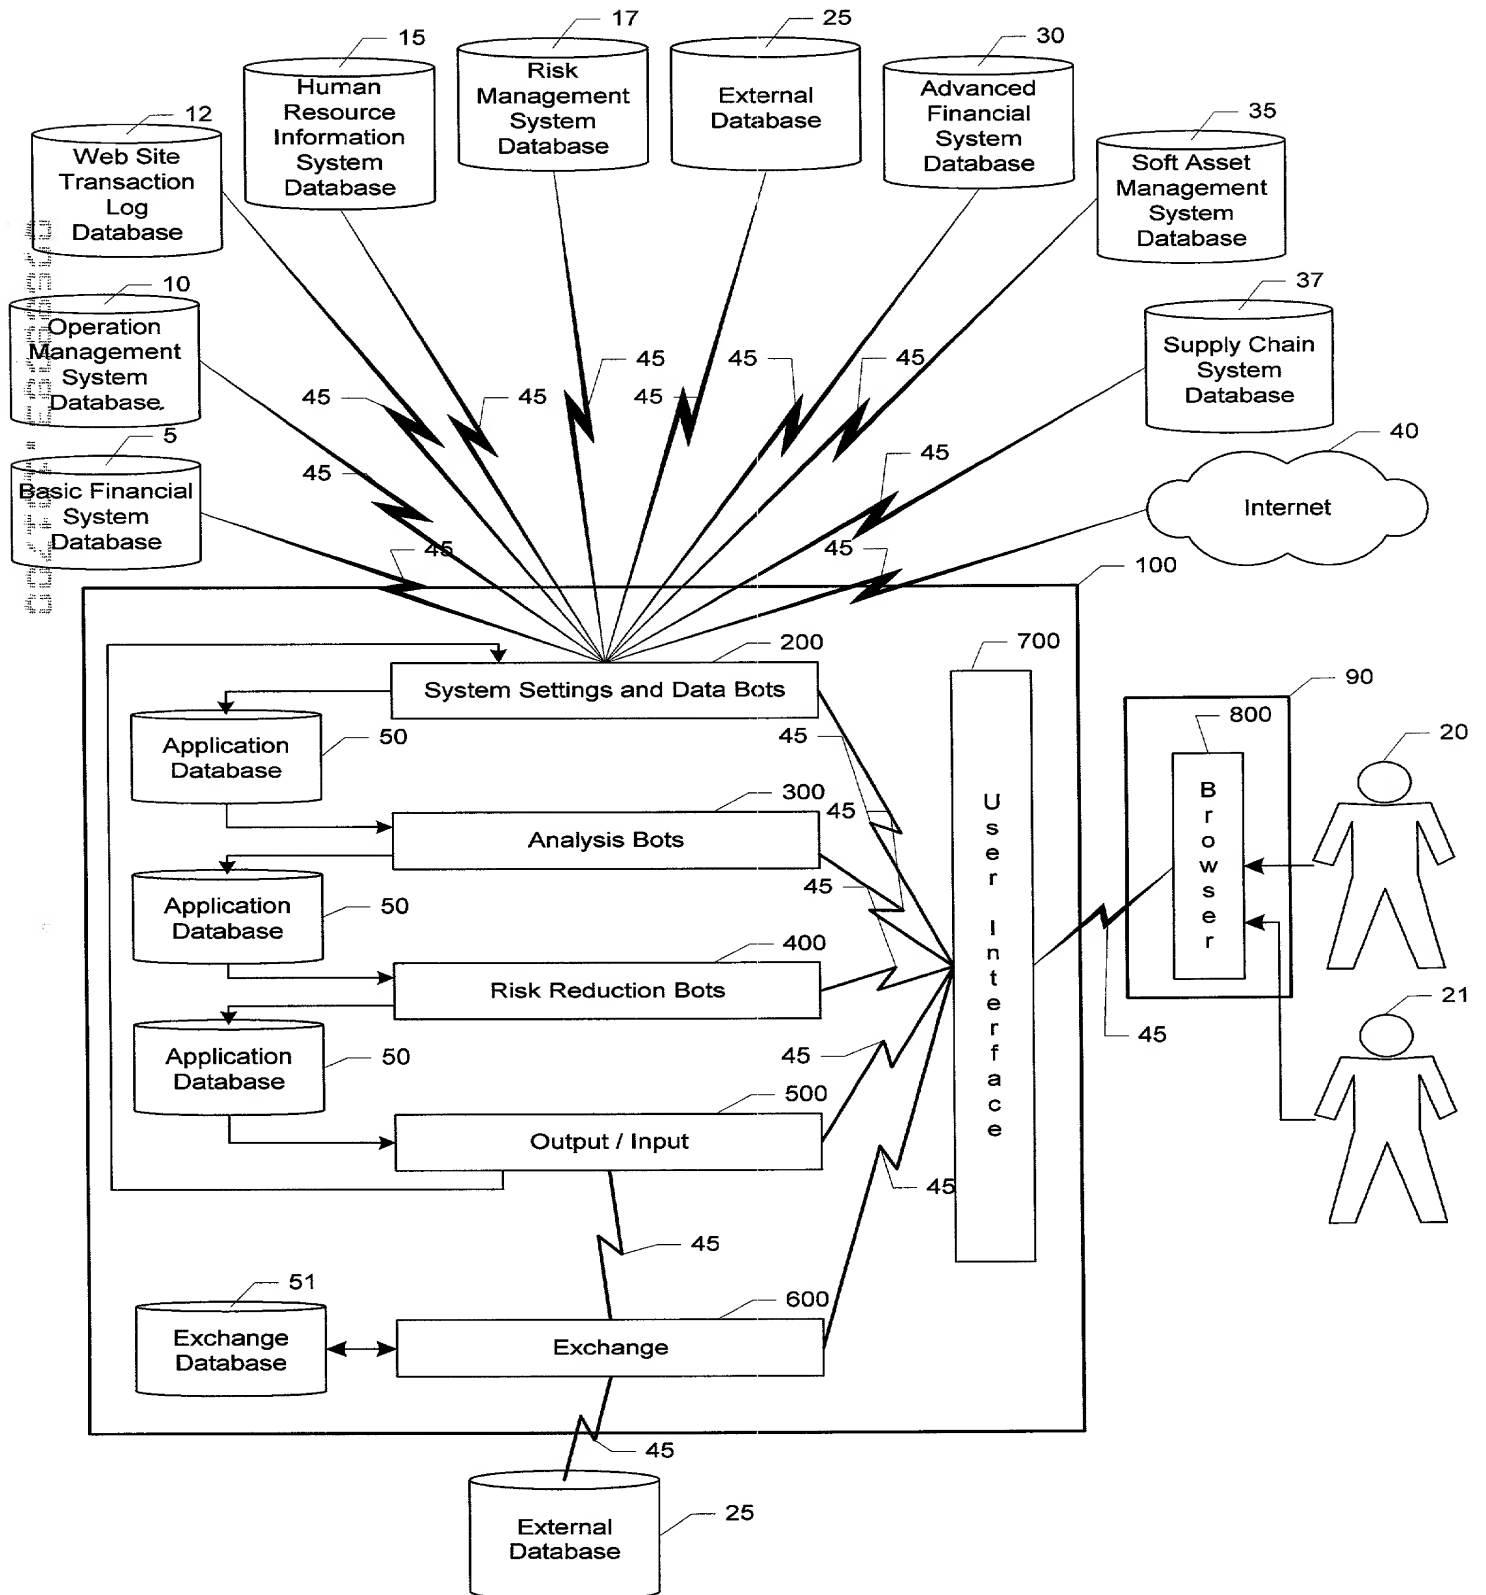 17
25
15
30
12
35
Human
Resource
Information
System
Database
Risk
Management
System
Database
External
Database
Advanced
Financial
System
Database
Web Site
Transaction
Log
Database
Soft Asset
Management
System
Database
10
37
Operation
Management
System
Database
Supply Chain
System
Database
45
45
45
45
45
45
5
40
45
45
Basic Financial
System
Database
Internet
45
45
100
200
700
System Settings and Data Bots
90
800
50
45
20
Application
Database
300
45
Analysis Bots
User Interface
Browser
45
50
Application
Database
400
Risk Reduction Bots
21
50
45
45
Application
Database
500
Output / Input
45
45
51
600
Exchange
Database
Exchange
45
25
External
Database